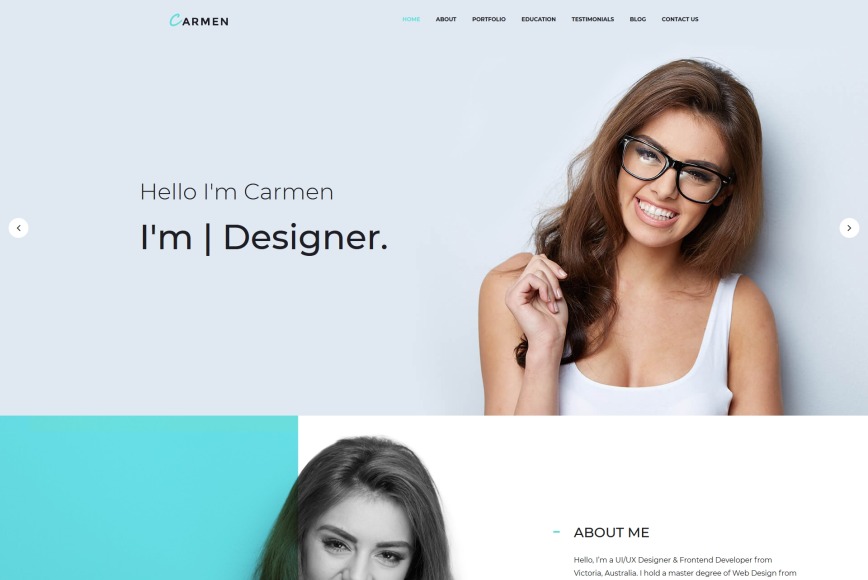 CARMEN
HOME ABOUT PORTFOLIO EDUCATION TESTIMONIALS BLOG CONTACT US
Hello I'm Carmen
I'm | Designer.
ABOUT ME
Hello, I'm a UI/UX Designer & Frontend Developer from
Victoria, Australia. I hold a master degree of Web Design from